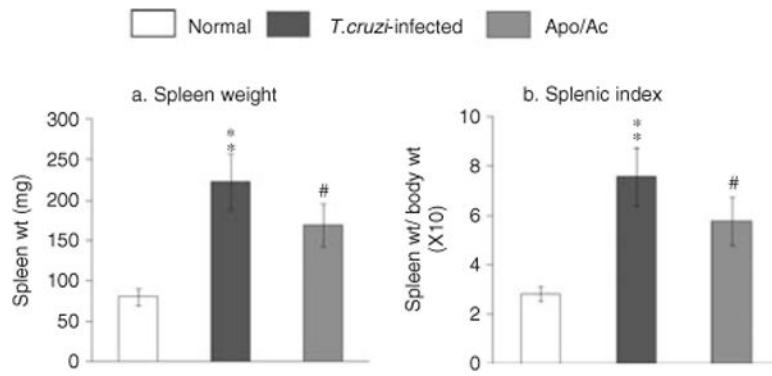 Normal T.cruzi-infected Apo/Ac
a. Spleen weight
300
250
200
150
100
50
0
Spleen wt (mg)
**
#
b. Splenic index
10
8
6
4
2
0
Spleen wt/ body wt
(X10)
**
#